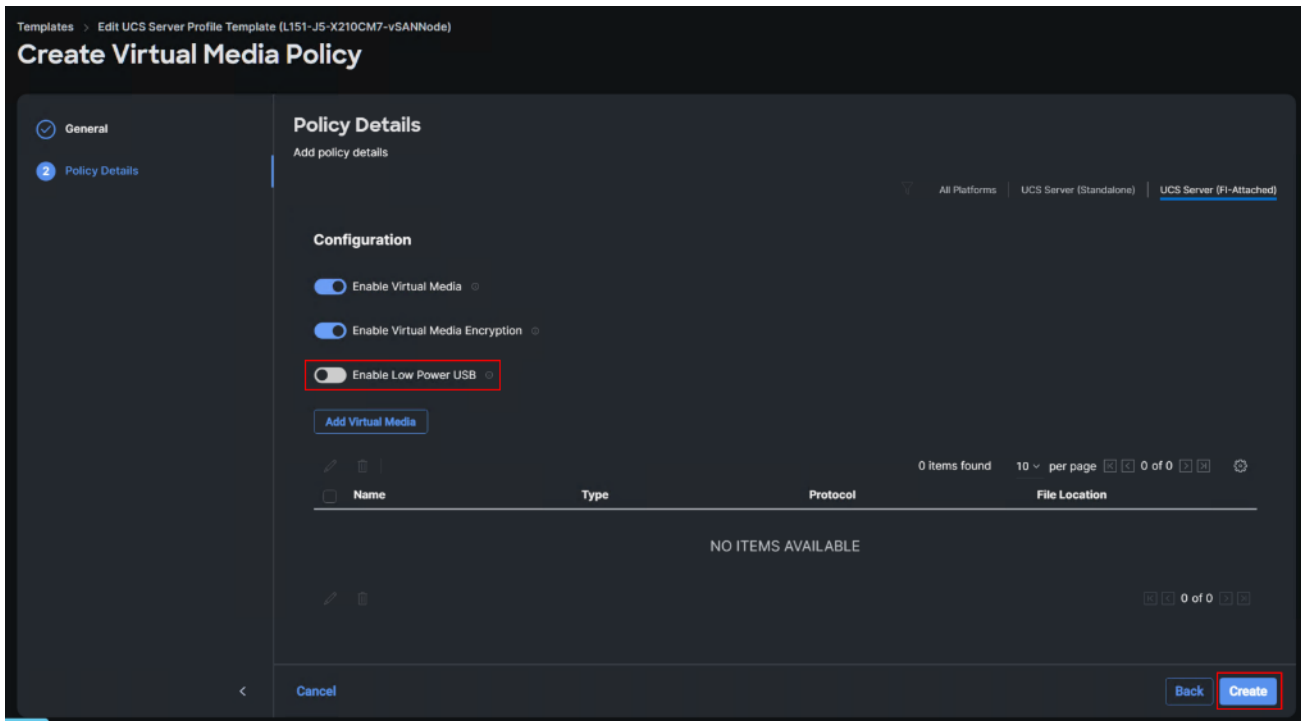 Templates > Edit UCS Server Profile Template (L151-J5-X210CM7-vSANNode)
Create Virtual Media Policy
General
2 Policy Details
Policy Details
Add policy details
All Platforms | UCS Server (Standalone) | UCS Server (FI-Attached)
Configuration
Enable Virtual Media
Enable Virtual Media Encryption
Enable Low Power USB
Add Virtual Media
0 items found 10 per page 0 of 0
Name Type Protocol File Location
NO ITEMS AVAILABLE
0 of 0
Cancel Back Create